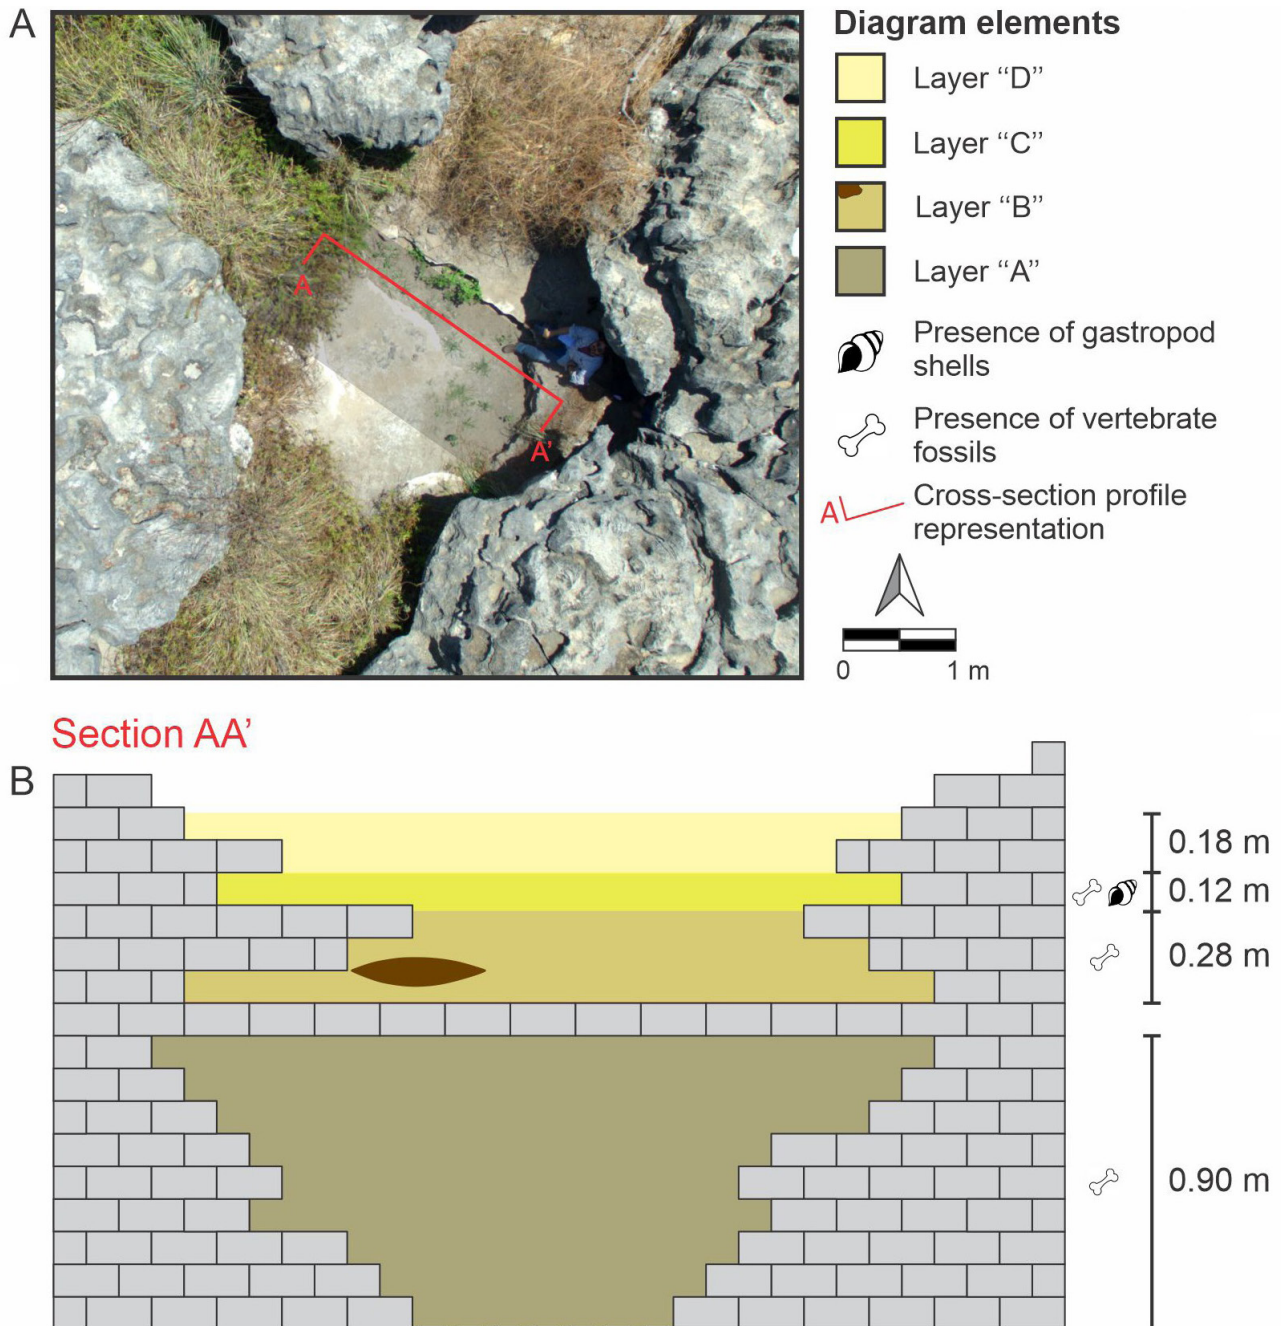 A
Diagram elements
Layer “D”
Layer “C”
Layer “B”
Layer “A”
Presence of gastropod
shells
Presence of vertebrate
fossils
A
Cross-section profile
representation
0 1 m
A
A’
Section AA’
B
0.18 m
0.12 m
0.28 m
0.90 m